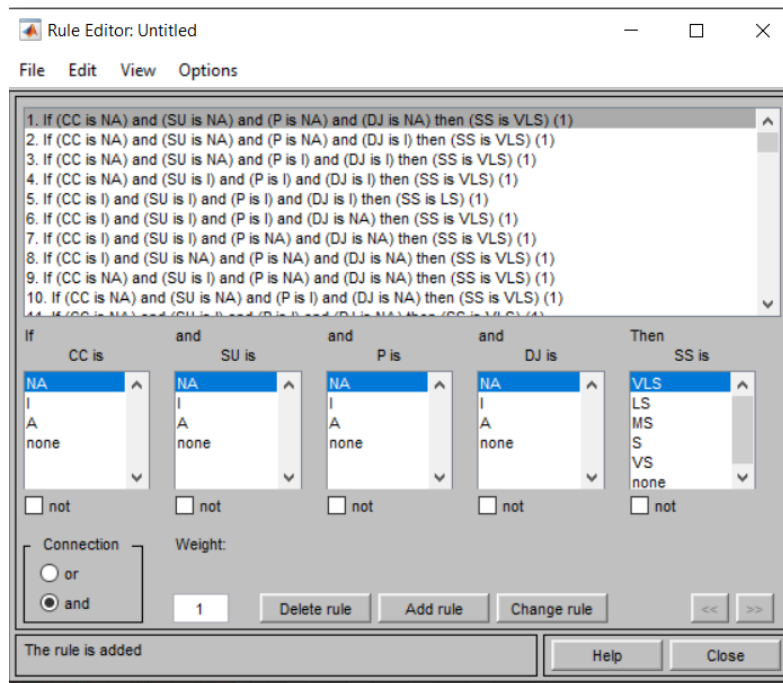 Rule Editor: Untitled
File Edit View Options
1. If (CC is NA) and (SU is NA) and (P is NA) and (DJ is NA) then (SS is VLS) (1)
2. If (CC is NA) and (SU is NA) and (P is NA) and (DJ is I) then (SS is VLS) (1)
3. If (CC is NA) and (SU is NA) and (P is I) and (DJ is I) then (SS is VLS) (1)
4. If (CC is NA) and (SU is I) and (P is I) and (DJ is I) then (SS is VLS) (1)
5. If (CC is I) and (SU is I) and (P is I) and (DJ is I) then (SS is LS) (1)
6. If (CC is I) and (SU is I) and (P is I) and (DJ is NA) then (SS is VLS) (1)
7. If (CC is I) and (SU is I) and (P is NA) and (DJ is NA) then (SS is VLS) (1)
8. If (CC is I) and (SU is NA) and (P is NA) and (DJ is NA) then (SS is VLS) (1)
9. If (CC is NA) and (SU is I) and (P is NA) and (DJ is NA) then (SS is VLS) (1)
10. If (CC is NA) and (SU is NA) and (P is I) and (DJ is NA) then (SS is VLS) (1)
If and and and Then
CC is SU is P is DJ is SS is
NA NA NA NA VLS
I I I I LS
A A A A MS
none none none none S
VS
none
not not not not not
Connection Weight:
or
and 1 Delete rule Add rule Change rule << >>
The rule is added Help Close